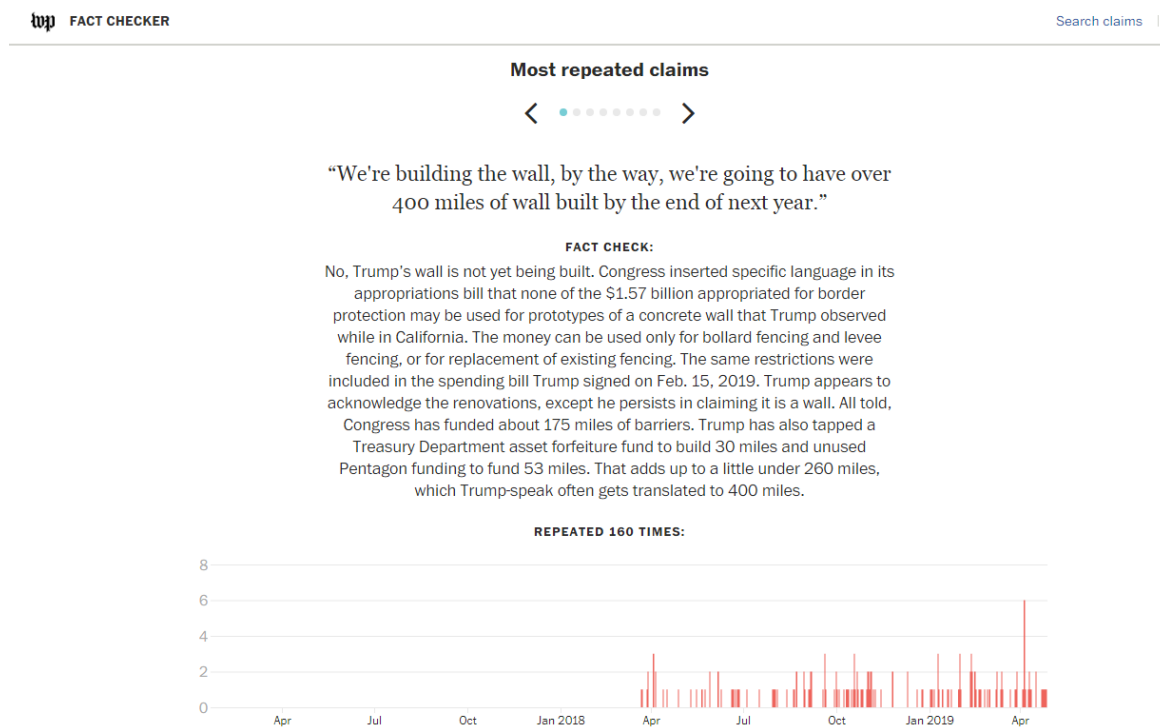 wp FACT CHECKER
Search claims
Most repeated claims
“We're building the wall, by the way, we're going to have over
400 miles of wall built by the end of next year.”
FACT CHECK:
No, Trump’s wall is not yet being built. Congress inserted specific language in its
appropriations bill that none of the $1.57 billion appropriated for border
protection may be used for prototypes of a concrete wall that Trump observed
while in California. The money can be used only for bollard fencing and levee
fencing, or for replacement of existing fencing. The same restrictions were
included in the spending bill Trump signed on Feb. 15, 2019. Trump appears to
acknowledge the renovations, except he persists in claiming it is a wall. All told,
Congress has funded about 175 miles of barriers. Trump has also tapped a
Treasury Department asset forfeiture fund to build 30 miles and unused
Pentagon funding to fund 53 miles. That adds up to a little under 260 miles,
which Trump-speak often gets translated to 400 miles.
REPEATED 160 TIMES:
8
6
4
2
0
Apr Jul Oct Jan 2018 Apr Jul Oct Jan 2019 Apr